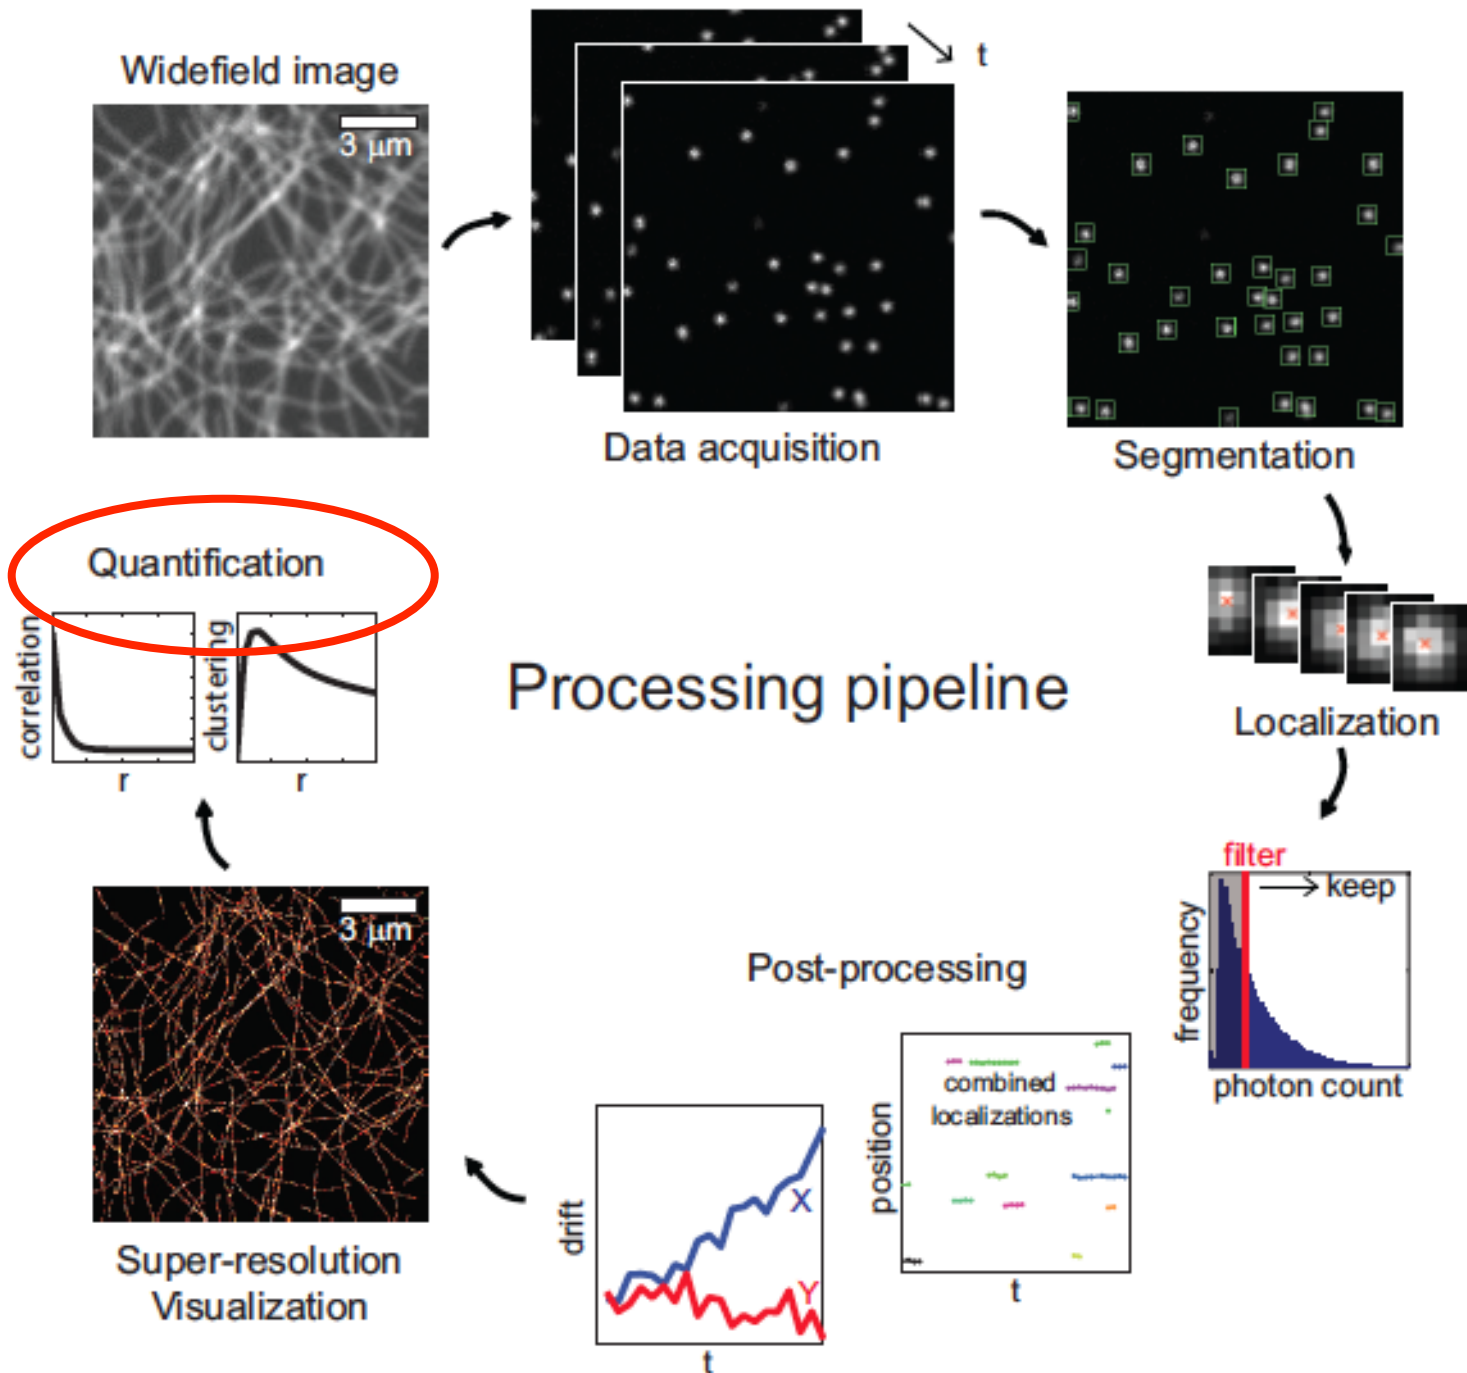 Widefield image
3 μm
t
Data acquisition
Segmentation
Quantification
correlation
r
clustering
r
Processing pipeline
Localization
filter
keep
frequency
photon count
Post-processing
combined
localizations
position
t
X
Y
drift
t
3 μm
Super-resolution
Visualization